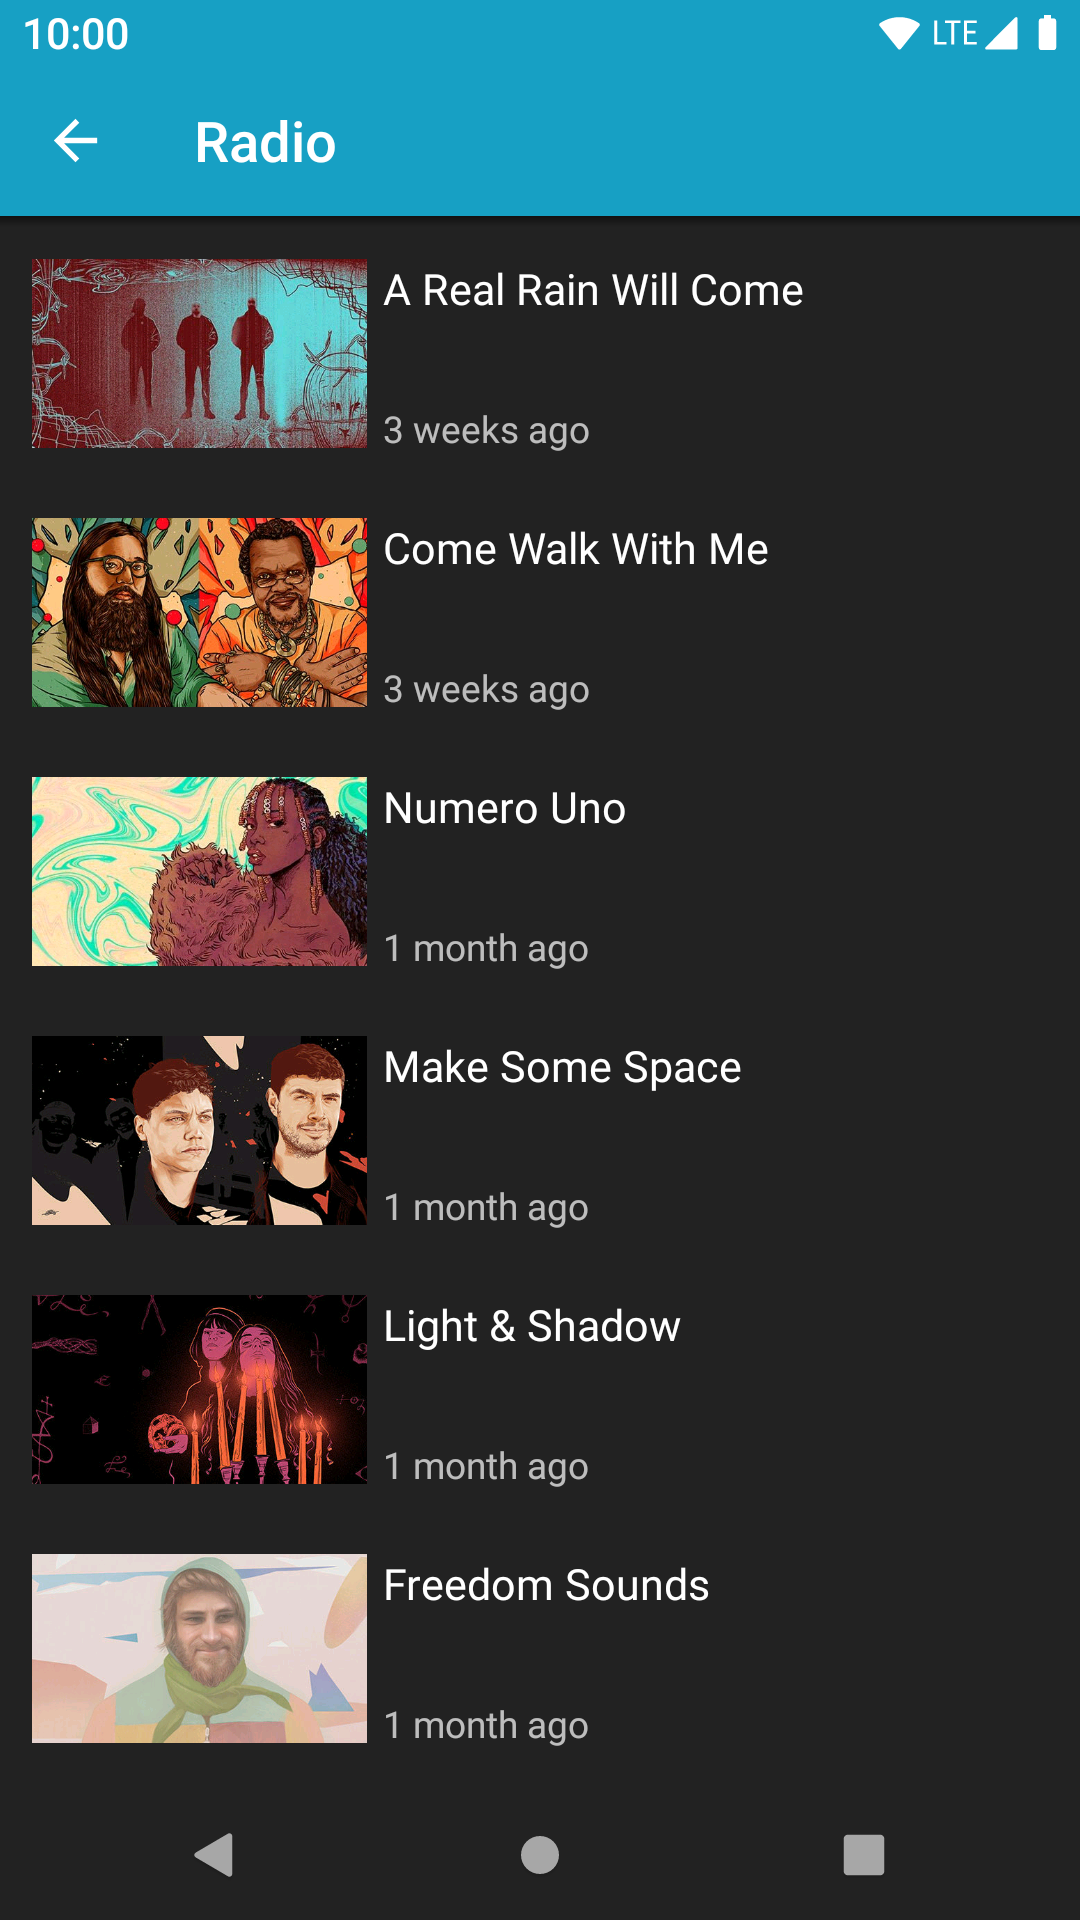 10:00
LTE
Radio
A Real Rain Will Come
3 weeks ago
Come Walk With Me
3 weeks ago
Numero Uno
1 month ago
Make Some Space
1 month ago
Light & Shadow
1 month ago
Freedom Sounds
1 month ago